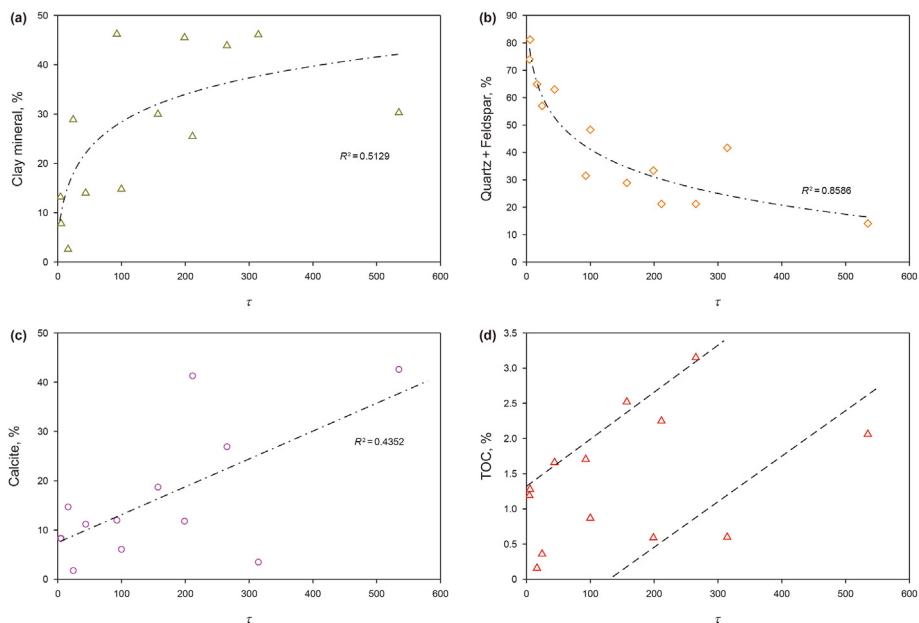 (a)
50
40
30
20
10
0
Clay mineral, %
R² = 0.5129
0 100 200 300 400 500 600
τ
(b)
90
80
70
60
50
40
30
20
10
0
Quartz + Feldspar, %
R² = 0.8586
0 100 200 300 400 500 600
τ
(c)
50
40
30
20
10
0
Calcite, %
R² = 0.4352
0 100 200 300 400 500 600
τ
(d)
3.5
3.0
2.5
2.0
1.5
1.0
0.5
0
TOC, %
0 100 200 300 400 500 600
τ